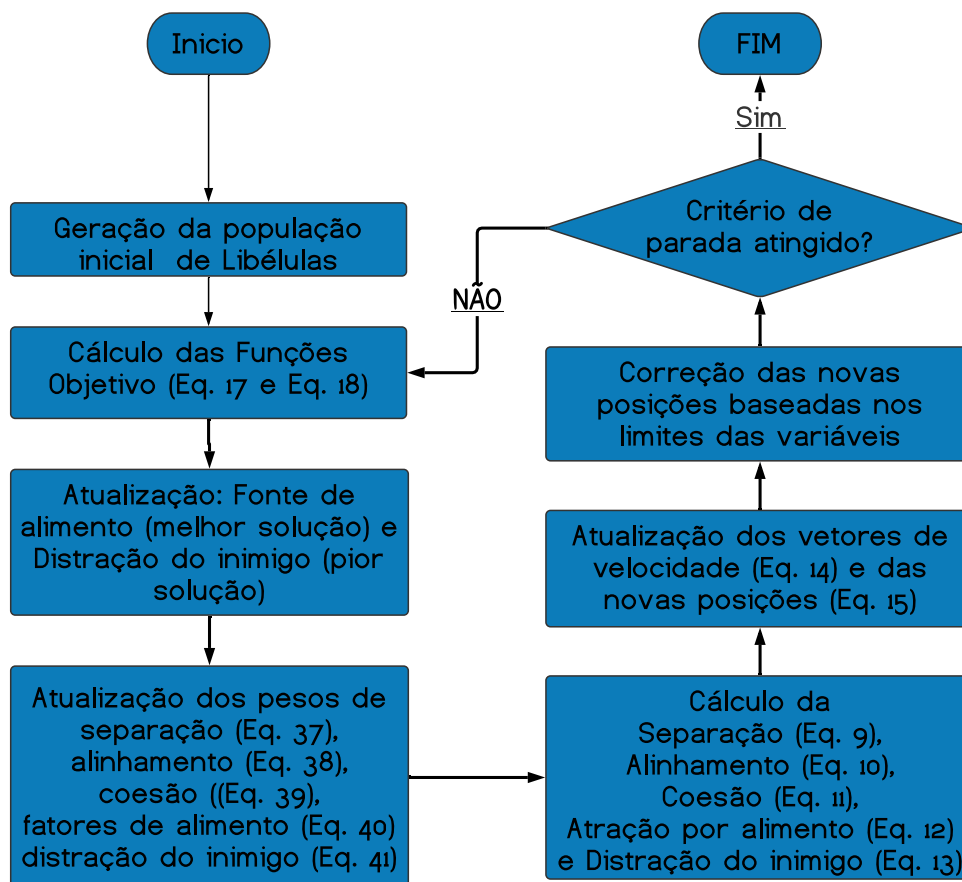 Inicio
Geração da população
inicial de Libélulas
Cálculo das Funções
Objetivo (Eq. 17 e Eq. 18)
Atualização: Fonte de
alimento (melhor solução) e
Distração do inimigo (pior
solução)
Atualização dos pesos de
separação (Eq. 37),
alinhamento (Eq. 38),
coesão ((Eq. 39),
fatores de alimento (Eq. 40)
distração do inimigo (Eq. 41)
Cálculo da
Separação (Eq. 9),
Alinhamento (Eq. 10),
Coesão (Eq. 11),
Atração por alimento (Eq. 12)
e Distração do inimigo (Eq. 13)
Atualização dos vetores de
velocidade (Eq. 14) e das
novas posições (Eq. 15)
Correção das novas
posições baseadas nos
limites das variáveis
Critério de
parada atingido?
NÃO
Sim
FIM